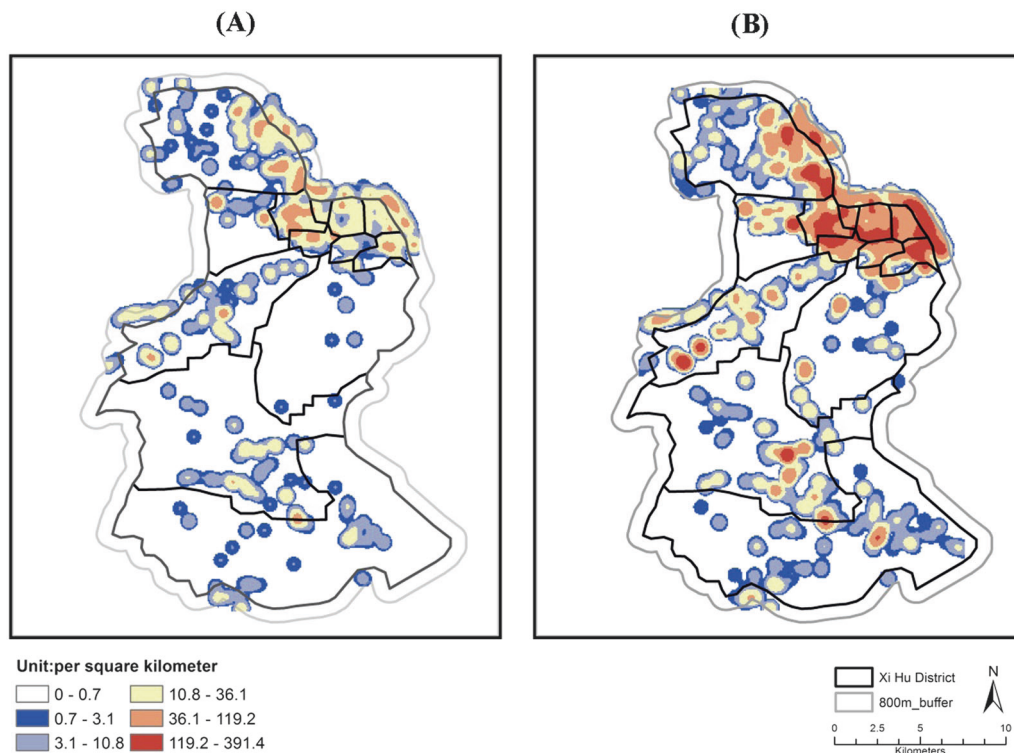 (A)
(B)
Unit:per square kilometer
0 - 0.7
10.8 - 36.1
0.7 - 3.1
36.1 - 119.2
3.1 - 10.8
119.2 - 391.4
Xi Hu District
800m_buffer
N
0 2.5 5 10
Kilometers